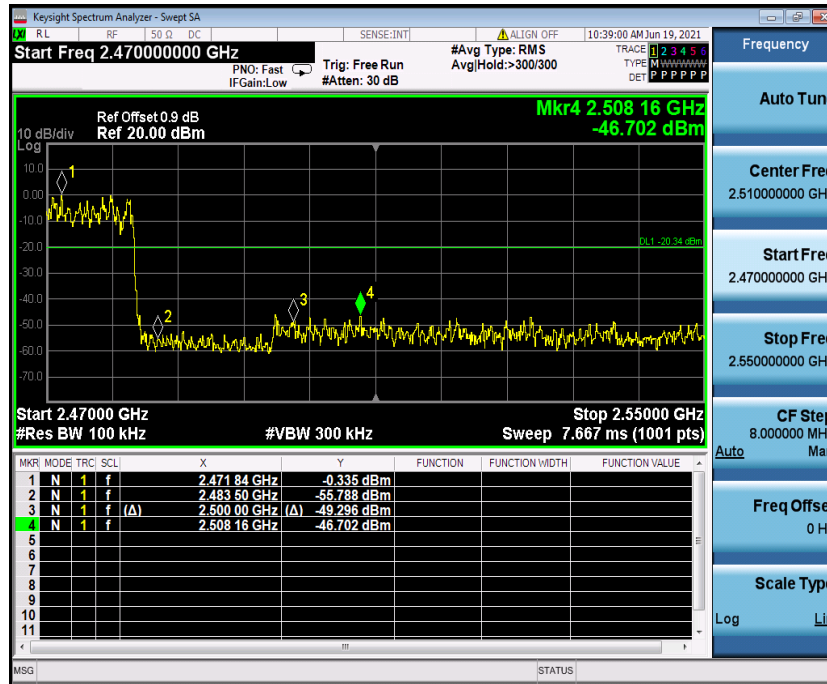 Keysight Spectrum Analyzer - Swept SA
LXI RL RF 50 Ω DC SENSE:INT ALIGN OFF 10:39:00 AM Jun 19, 2021
Start Freq 2.470000000 GHz
PNO: Fast
IFGain:Low
Trig: Free Run
#Atten: 30 dB
#Avg Type: RMS
Avg|Hold:>300/300
TRACE 1 2 3 4 5 6
TYPE M W W W W W
DET P P P P P P
Mkr4 2.508 16 GHz
-46.702 dBm
Ref Offset 0.9 dB
10 dB/div Ref 20.00 dBm
Log
10.0
0.00
-10.0
-20.0
-30.0
-40.0
-50.0
-60.0
-70.0
1
2
3
4
DL1 -20.34 dBm
Start 2.47000 GHz Stop 2.55000 GHz
#Res BW 100 kHz #VBW 300 kHz Sweep 7.667 ms (1001 pts)
MKR MODE TRC SCL X Y FUNCTION FUNCTION WIDTH FUNCTION VALUE
1 N 1 f 2.471 84 GHz -0.335 dBm
2 N 1 f 2.483 50 GHz -55.788 dBm
3 N 1 f (Δ) 2.500 00 GHz (Δ) -49.296 dBm
4 N 1 f 2.508 16 GHz -46.702 dBm
5
6
7
8
9
10
11
MSG STATUS
Frequency
Auto Tun
Center Fre
2.510000000 GH
Start Fre
2.470000000 GH
Stop Fre
2.550000000 GH
CF Step
8.000000 MH
Auto Ma
Freq Offse
0 H
Scale Type
Log Li